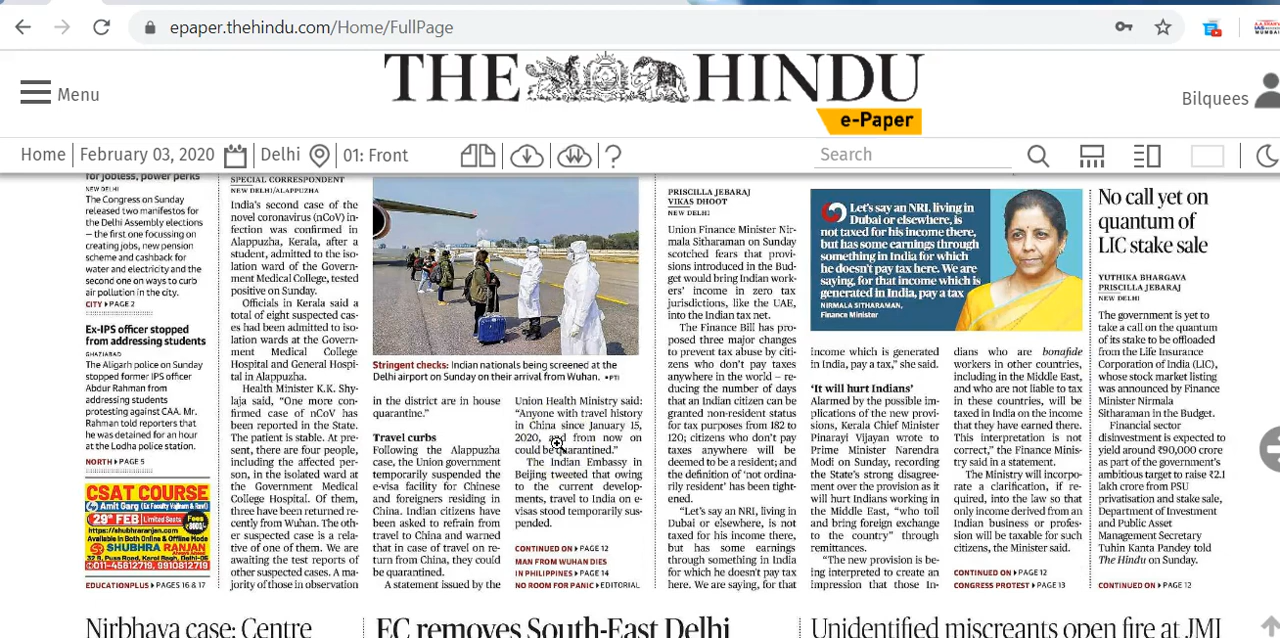 epaper.thehindu.com/Home/FullPage
THE HINDU
e-Paper
Menu
Bilquees
Home | February 03, 2020
Delhi
01: Front
?
Search
for jobless, power perks
NEW DELHI
The Congress on Sunday
released two manifestos for
the Delhi Assembly elections
– the first one focussing on
creating jobs, new pension
scheme and cashback for
water and electricity and the
second one on ways to curb
air pollution in the city.
CITY ▸ PAGE 2
Ex-IPS officer stopped
from addressing students
GHAZIABAD
The Aligarh police on Sunday
stopped former IPS officer
Abdur Rahman from
addressing students
protesting against CAA. Mr.
Rahman told reporters that
he was detained for an hour
at the Lodha police station.
NORTH ▸ PAGE 5
CSAT COURSE
Amit Garg (Ex Faculty Vajiram & Ravi)
29th FEB Limited Seats
https://shubhraranjan.com
Available in Both Online & Offline Mode
SHUBHRA RANJAN
011-45812719, 9910812719
EDUCATIONPLUS ▸ PAGES 16 & 17
SPECIAL CORRESPONDENT
NEW DELHI/ALAPPUZHA
India's second case of the
novel coronavirus (nCoV) in-
fection was confirmed in
Alappuzha, Kerala, after a
student, admitted to the iso-
lation ward of the Govern-
ment Medical College, tested
positive on Sunday.
Officials in Kerala said a
total of eight suspected cas-
es had been admitted to iso-
lation wards at the Govern-
ment Medical College
Hospital and General Hospi-
tal in Alappuzha.
Health Minister K.K. Shy-
laja said, “One more con-
firmed case of nCoV has
been reported in the State.
The patient is stable. At pre-
sent, there are four people,
including the affected per-
son, in the isolated ward at
the Government Medical
College Hospital. Of them,
three have been returned re-
cently from Wuhan. The oth-
er suspected case is a rela-
tive of one of them. We are
awaiting the test reports of
other suspected cases. A ma-
jority of those in observation
Stringent checks: Indian nationals being screened at the
Delhi airport on Sunday on their arrival from Wuhan. ▪PTI
in the district are in house
quarantine.”
Travel curbs
Following the Alappuzha
case, the Union government
temporarily suspended the
e-visa facility for Chinese
and foreigners residing in
China. Indian citizens have
been asked to refrain from
travel to China and warned
that in case of travel on re-
turn from China, they could
be quarantined.
A statement issued by the
Union Health Ministry said:
“Anyone with travel history
in China since January 15,
2020, and from now on
could be quarantined.”
The Indian Embassy in
Beijing tweeted that owing
to the current develop-
ments, travel to India on e-
visas stood temporarily sus-
pended.
CONTINUED ON ▸ PAGE 12
MAN FROM WUHAN DIES
IN PHILIPPINES ▸ PAGE 14
NO ROOM FOR PANIC ▸ EDITORIAL
PRISCILLA JEBARAJ
VIKAS DHOOT
NEW DELHI
Union Finance Minister Nir-
mala Sitharaman on Sunday
scotched fears that provi-
sions introduced in the Bud-
get would bring Indian work-
ers' income in zero tax
jurisdictions, like the UAE,
into the Indian tax net.
The Finance Bill has pro-
posed three major changes
to prevent tax abuse by citi-
zens who don't pay taxes
anywhere in the world – re-
ducing the number of days
that an Indian citizen can be
granted non-resident status
for tax purposes from 182 to
120; citizens who don't pay
taxes anywhere will be
deemed to be a resident; and
the definition of ‘not ordina-
rily resident’ has been tight-
ened.
“Let's say an NRI, living in
Dubai or elsewhere, is not
taxed for his income there,
but has some earnings
through something in India
for which he doesn't pay tax
here. We are saying, for that
Let's say an NRI, living in
Dubai or elsewhere, is
not taxed for his income there,
but has some earnings through
something in India for which
he doesn't pay tax here. We are
saying, for that income which is
generated in India, pay a tax
NIRMALA SITHARAMAN,
Finance Minister
income which is generated
in India, pay a tax,” she said.
‘It will hurt Indians’
Alarmed by the possible im-
plications of the new provi-
sions, Kerala Chief Minister
Pinarayi Vijayan wrote to
Prime Minister Narendra
Modi on Sunday, recording
the State's strong disagree-
ment over the provision as it
will hurt Indians working in
the Middle East, “who toil
and bring foreign exchange
to the country” through
remittances.
“The new provision is be-
ing interpreted to create an
impression that those In-
dians who are bonafide
workers in other countries,
including in the Middle East,
and who are not liable to tax
in these countries, will be
taxed in India on the income
that they have earned there.
This interpretation is not
correct,” the Finance Minis-
try said in a statement.
The Ministry will incorpo-
rate a clarification, if re-
quired, into the law so that
only income derived from an
Indian business or profes-
sion will be taxable for such
citizens, the Minister said.
CONTINUED ON ▸ PAGE 12
CONGRESS PROTEST ▸ PAGE 13
No call yet on
quantum of
LIC stake sale
YUTHIKA BHARGAVA
PRISCILLA JEBARAJ
NEW DELHI
The government is yet to
take a call on the quantum
of its stake to be offloaded
from the Life Insurance
Corporation of India (LIC),
whose stock market listing
was announced by Finance
Minister Nirmala
Sitharaman in the Budget.
Financial sector
disinvestment is expected to
yield around ₹90,000 crore
as part of the government's
ambitious target to raise ₹2.1
lakh crore from PSU
privatisation and stake sale,
Department of Investment
and Public Asset
Management Secretary
Tuhin Kanta Pandey told
The Hindu on Sunday.
CONTINUED ON ▸ PAGE 12
Nirbhaya case: Centre
EC removes South-East Delhi
Unidentified miscreants open fire at JMI